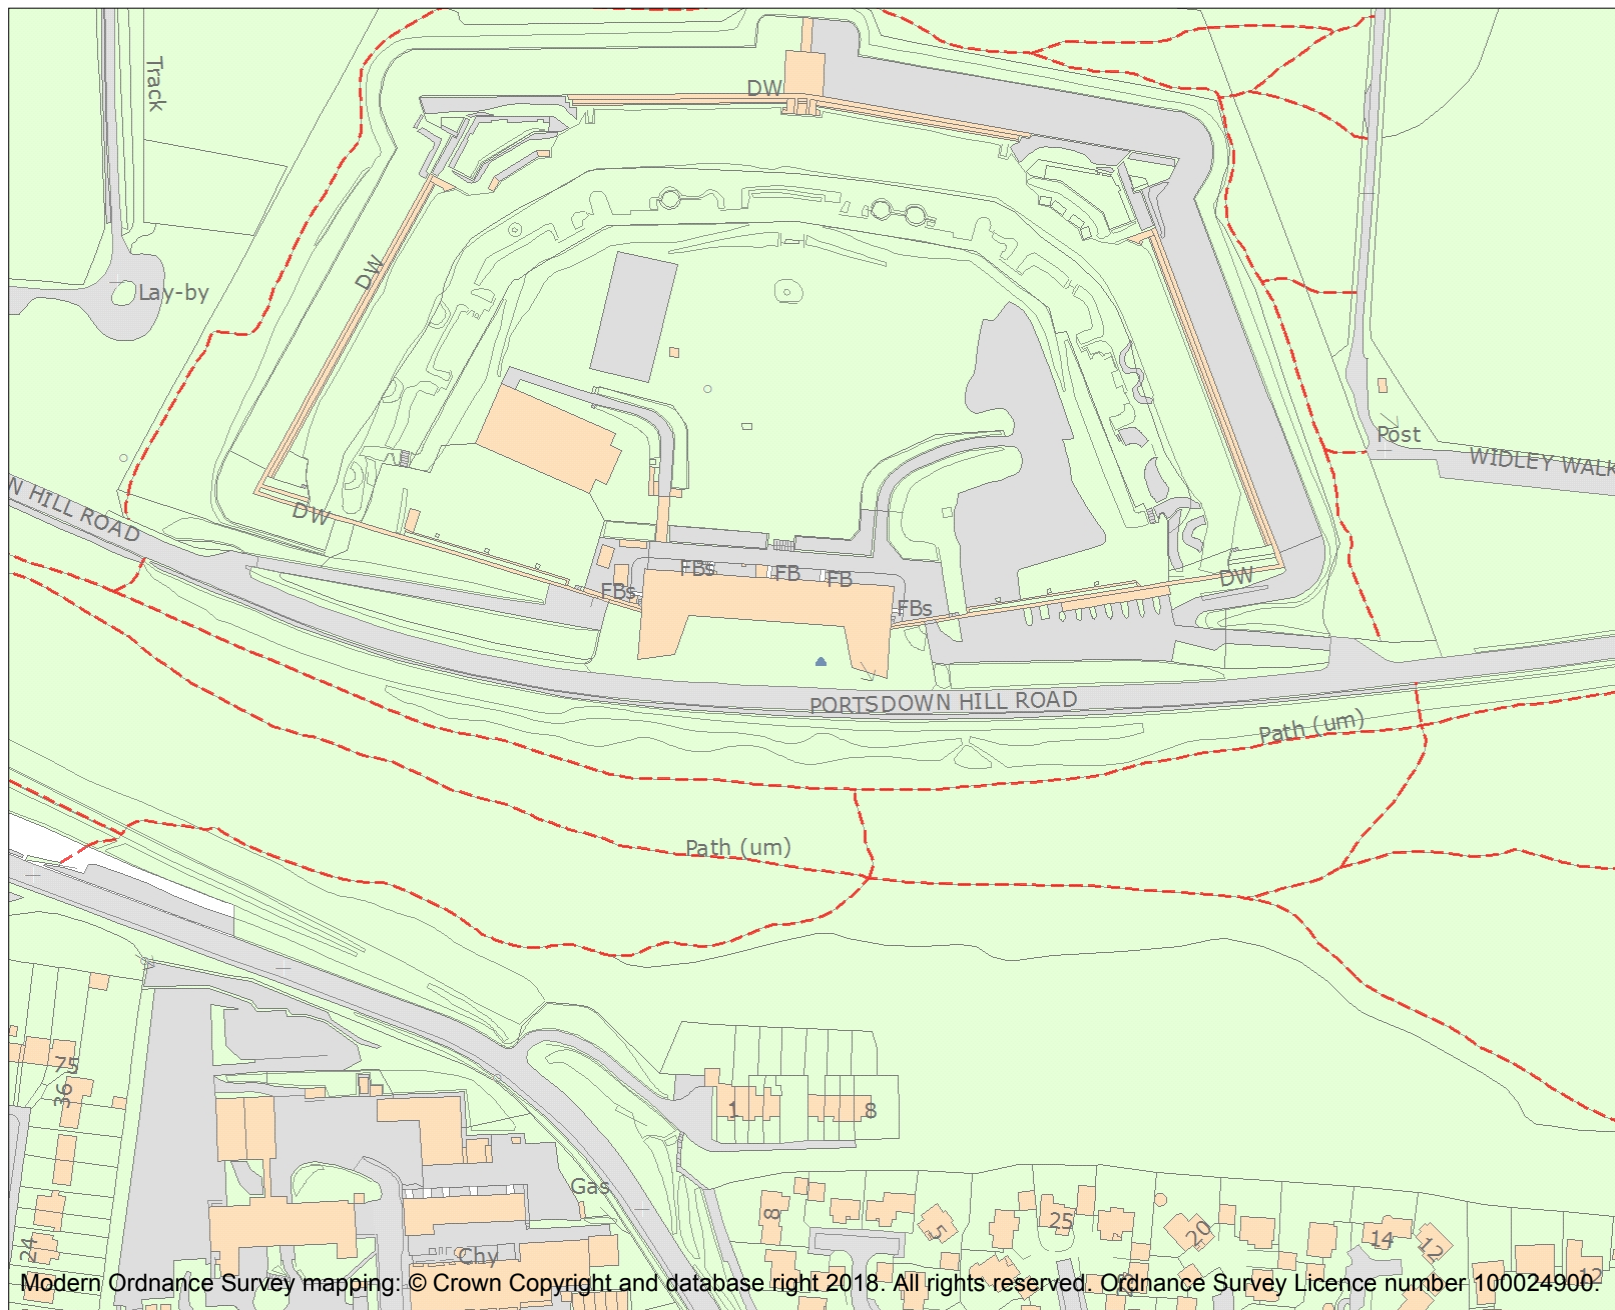 DW
Track
DW
Lay-by
Post
WIDLEY WALK
N HILL ROAD
DW
FBs
FB
FB
DW
FBs
FBs
PORTSDOWN HILL ROAD
Path (um)
Path (um)
75
36
1
8
Gas
8
5
25
20
14
12
24
Chy
12
Modern Ordnance Survey mapping: © Crown Copyright and database right 2018. All rights reserved. Ordnance Survey Licence number 100024900.